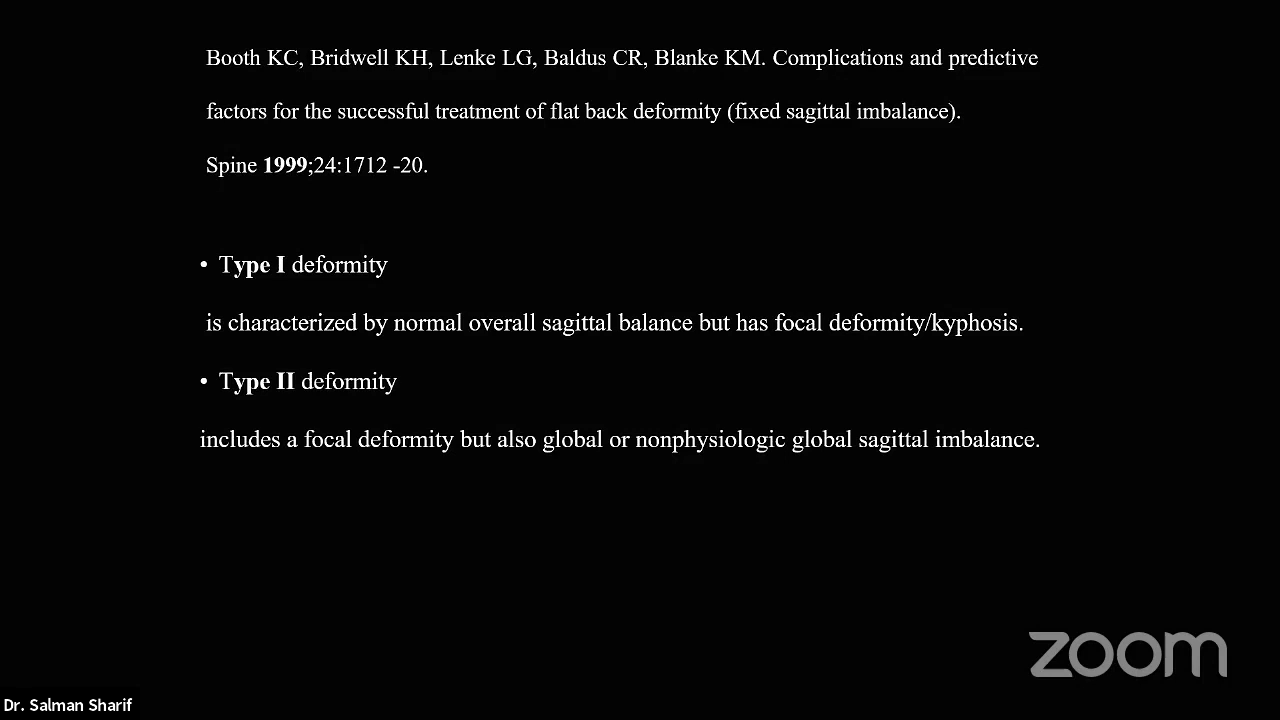 Booth KC, Bridwell KH, Lenke LG, Baldus CR, Blanke KM. Complications and predictive
factors for the successful treatment of flat back deformity (fixed sagittal imbalance).
Spine 1999;24:1712 -20.
• Type I deformity
is characterized by normal overall sagittal balance but has focal deformity/kyphosis.
• Type II deformity
includes a focal deformity but also global or nonphysiologic global sagittal imbalance.
zoom
Dr. Salman Sharif